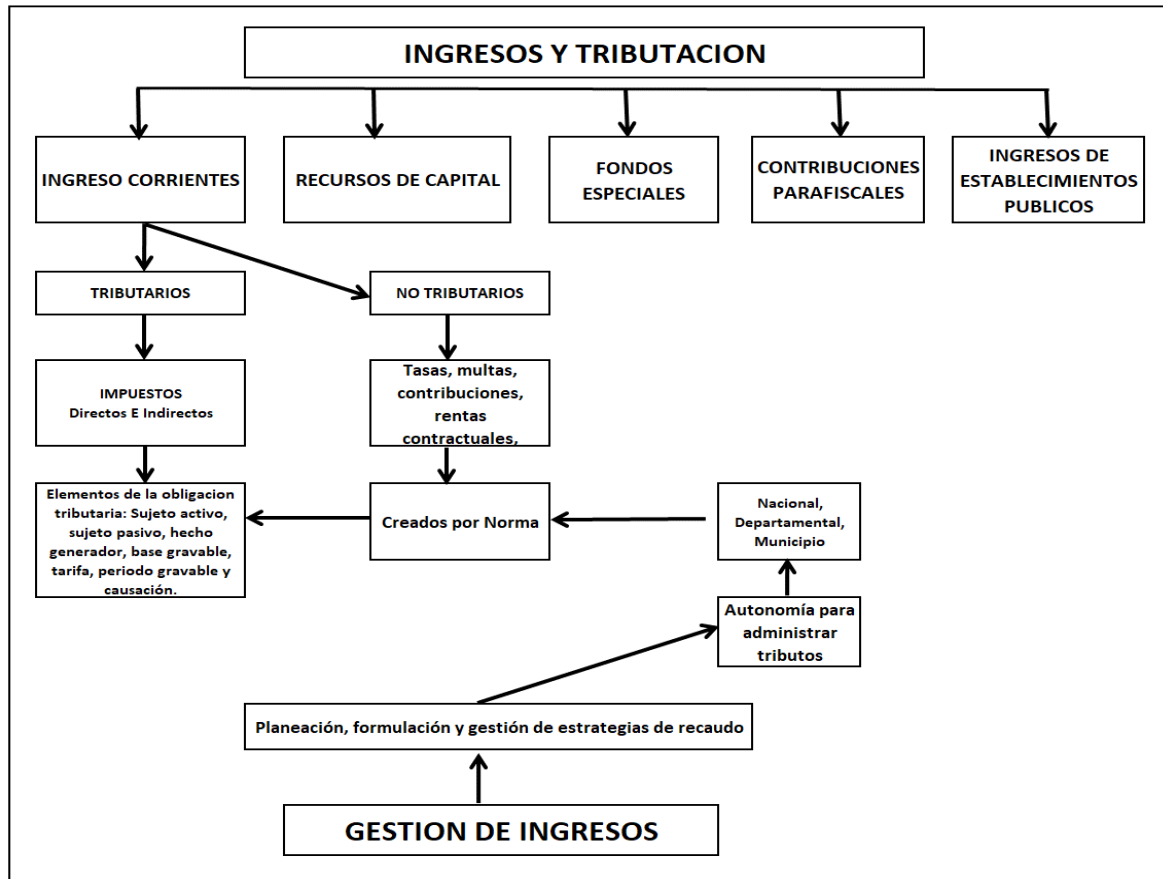 INGRESOS Y TRIBUTACION
INGRESO CORRIENTES
RECURSOS DE CAPITAL
FONDOS
ESPECIALES
CONTRIBUCIONES
PARAFISCALES
INGRESOS DE
ESTABLECIMIENTOS
PUBLICOS
TRIBUTARIOS
NO TRIBUTARIOS
IMPUESTOS
Directos E Indirectos
Tasas, multas,
contribuciones,
rentas
contractuales,
Elementos de la obligacion
tributaria: Sujeto activo,
sujeto pasivo, hecho
generador, base gravable,
tarifa, periodo gravable y
causación.
Creados por Norma
Nacional,
Departamental,
Municipio
Autonomía para
administrar
tributos
Planeación, formulación y gestión de estrategias de recaudo
GESTION DE INGRESOS